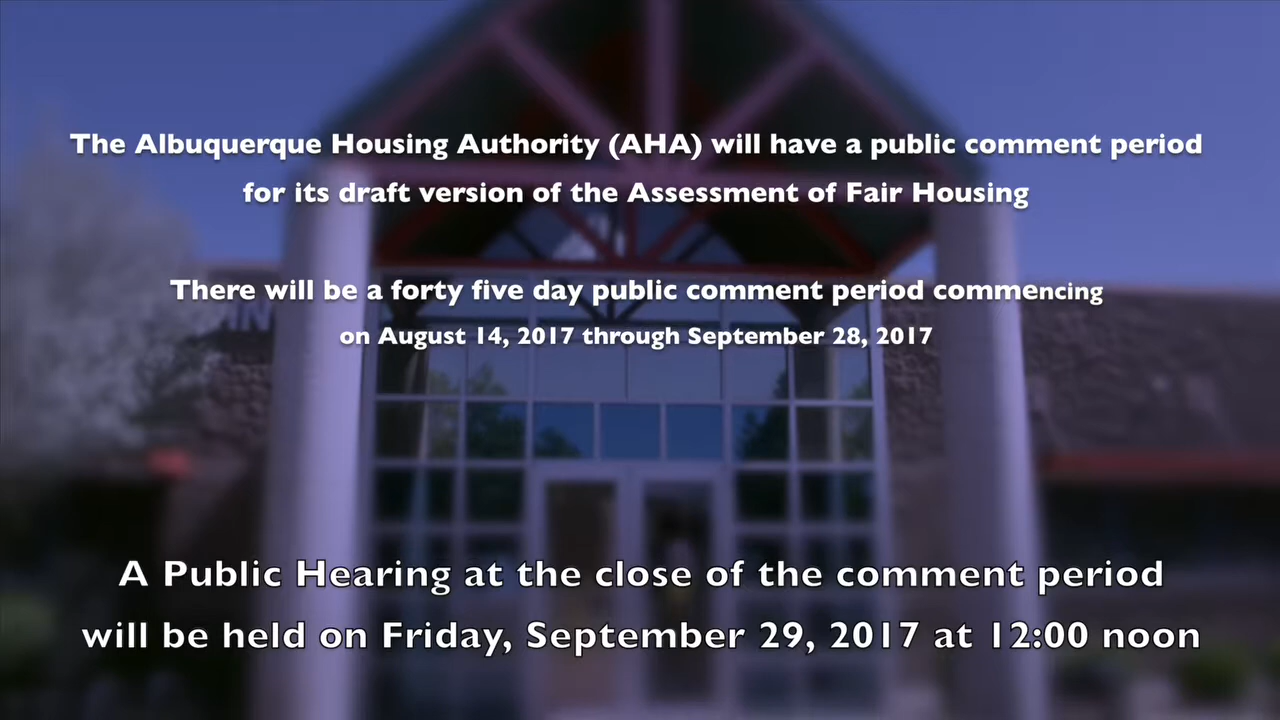 The Albuquerque Housing Authority (AHA) will have a public comment period
for its draft version of the Assessment of Fair Housing
There will be a forty five day public comment period commencing
on August 14, 2017 through September 28, 2017
A Public Hearing at the close of the comment period
will be held on Friday, September 29, 2017 at 12:00 noon